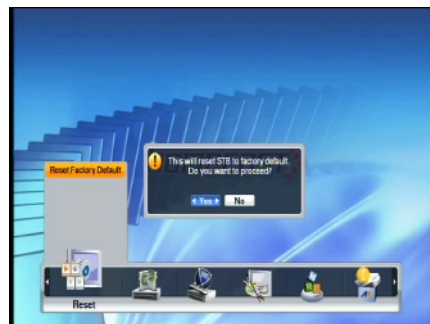 This will reset STB to factory default.
Do you want to proceed?
Reset Factory Default
Yes
No
Reset